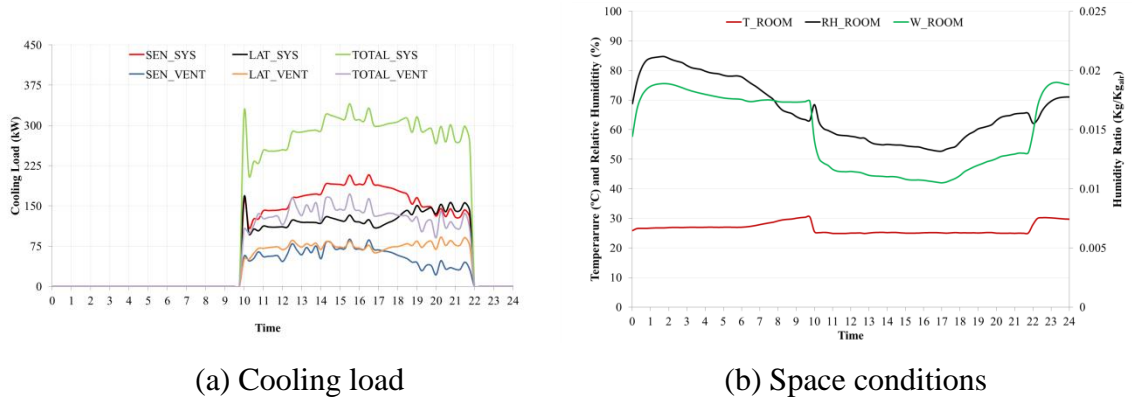 450
375
300
225
150
75
0
Cooling Load (kW)
SEN_SYS LAT_SYS TOTAL_SYS
SEN_VENT LAT_VENT TOTAL_VENT
0 1 2 3 4 5 6 7 8 9 10 11 12 13 14 15 16 17 18 19 20 21 22 23 24
Time
(a) Cooling load
100
90
80
70
60
50
40
30
20
10
0
Temperarure (°C) and Relative Humiditity (%)
T_ROOM RH_ROOM W_ROOM
0.025
0.02
0.015
0.01
0.005
0
Humidity Ratio (Kg/Kgair)
0 1 2 3 4 5 6 7 8 9 10 11 12 13 14 15 16 17 18 19 20 21 22 23 24
Time
(b) Space conditions